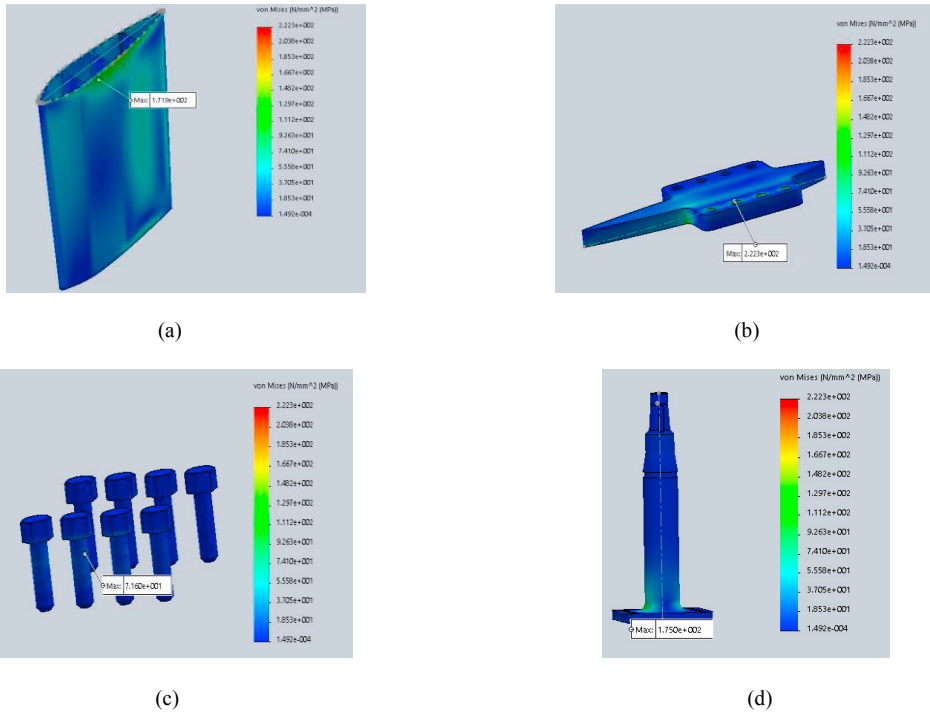 von Mises (N/mm^2 (MPa))
2.223e+002
2.038e+002
1.853e+002
1.667e+002
1.482e+002
1.297e+002
1.112e+002
9.263e+001
7.410e+001
5.558e+001
3.705e+001
1.853e+001
1.492e-004
Max: 1.719e+002
(a)
von Mises (N/mm^2 (MPa))
2.223e+002
2.038e+002
1.853e+002
1.667e+002
1.482e+002
1.297e+002
1.112e+002
9.263e+001
7.410e+001
5.558e+001
3.705e+001
1.853e+001
1.492e-004
Max: 2.223e+002
(b)
von Mises (N/mm^2 (MPa))
2.223e+002
2.038e+002
1.853e+002
1.667e+002
1.482e+002
1.297e+002
1.112e+002
9.263e+001
7.410e+001
5.558e+001
3.705e+001
1.853e+001
1.492e-004
Max: 7.160e+001
(c)
von Mises (N/mm^2 (MPa))
2.223e+002
2.038e+002
1.853e+002
1.667e+002
1.482e+002
1.297e+002
1.112e+002
9.263e+001
7.410e+001
5.558e+001
3.705e+001
1.853e+001
1.492e-004
Max: 1.750e+002
(d)